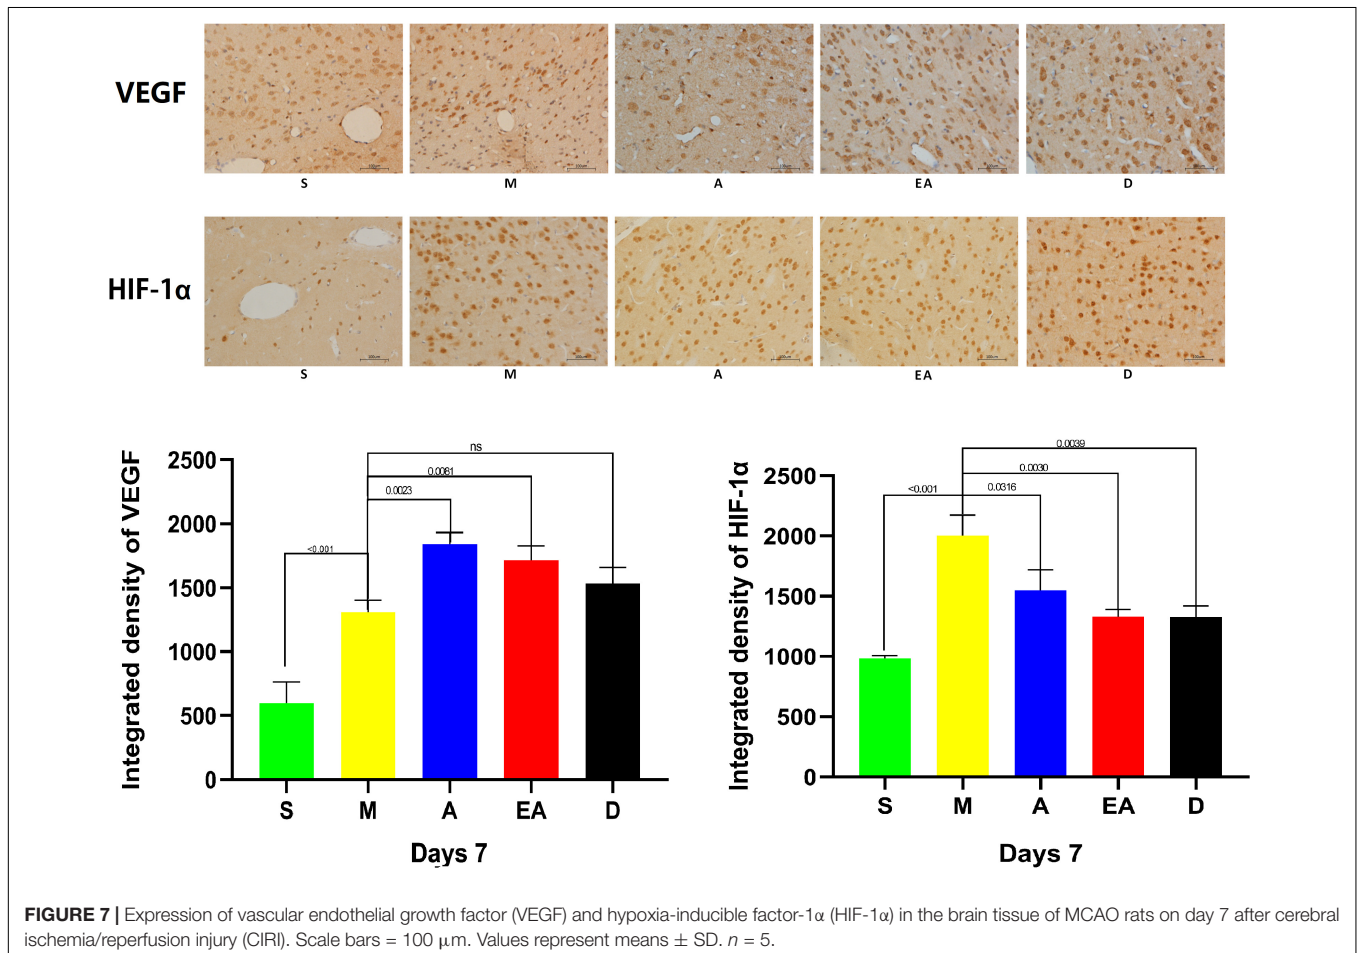 VEGF
S M A EA D
HIF-1α
S M A EA D
Integrated density of VEGF
2500
2000
1500
1000
500
0
ns
0.0061
0.0023
<0.001
S M A EA D
Days 7
Integrated density of HIF-1α
2500
2000
1500
1000
500
0
0.0039
0.0030
<0.001 0.0316
S M A EA D
Days 7
FIGURE 7 | Expression of vascular endothelial growth factor (VEGF) and hypoxia-inducible factor-1α (HIF-1α) in the brain tissue of MCAO rats on day 7 after cerebral
ischemia/reperfusion injury (CIRI). Scale bars = 100 μm. Values represent means ± SD. n = 5.